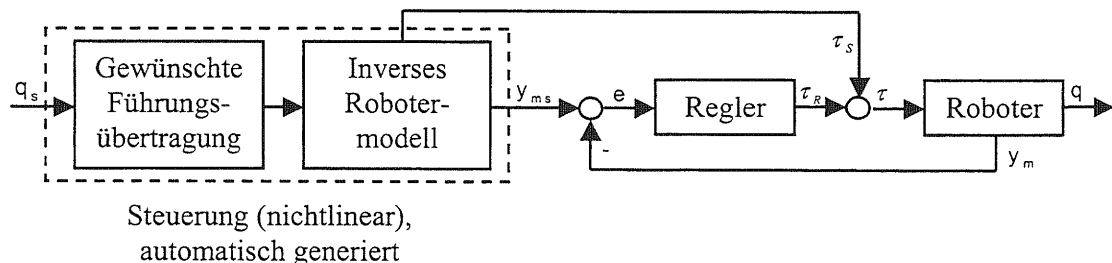 q_s
Gewünschte
Führungs-
übertragung
Inverses
Roboter-
modell
y_ms
-
e
Regler
τ_R
τ_S
τ
Roboter
q
y_m
Steuerung (nichtlinear),
automatisch generiert